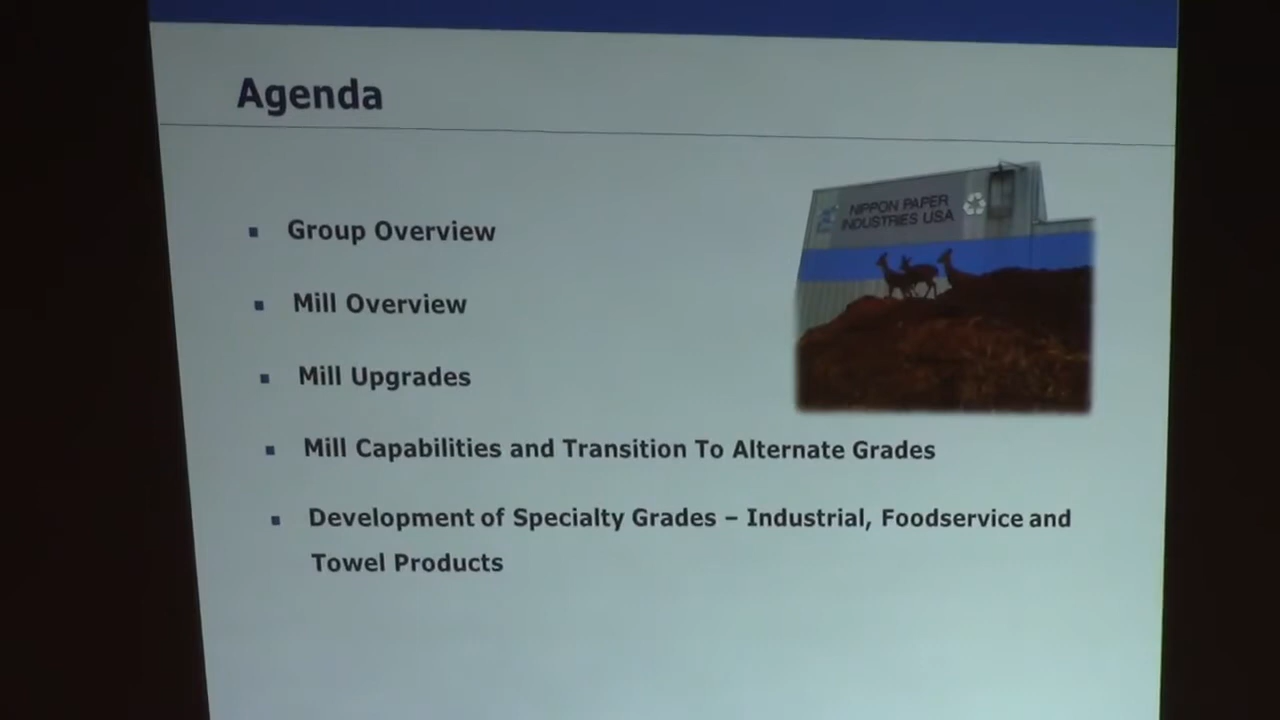 Agenda
NIPPON PAPER
INDUSTRIES USA
Group Overview
Mill Overview
Mill Upgrades
Mill Capabilities and Transition To Alternate Grades
Development of Specialty Grades – Industrial, Foodservice and
Towel Products